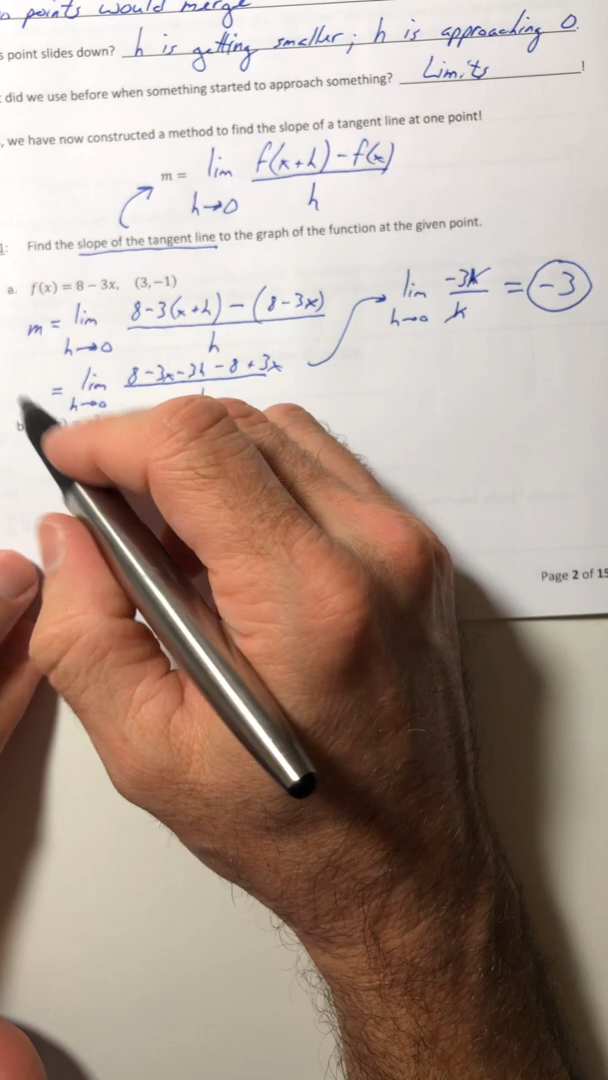 points would merge
point slides down? h is getting smaller; h is approaching 0.
did we use before when something started to approach something? Limits !
, we have now constructed a method to find the slope of a tangent line at one point!
m = lim h→0 f(x+h) - f(x) / h
1: Find the slope of the tangent line to the graph of the function at the given point.
a. f(x) = 8 – 3x, (3,–1)
m = lim h→0 8-3(x+h) - (8-3x) / h
= lim h→0 8-3x-3h-8+3x
lim h→0 -3h / h = -3
b
Page 2 of 15